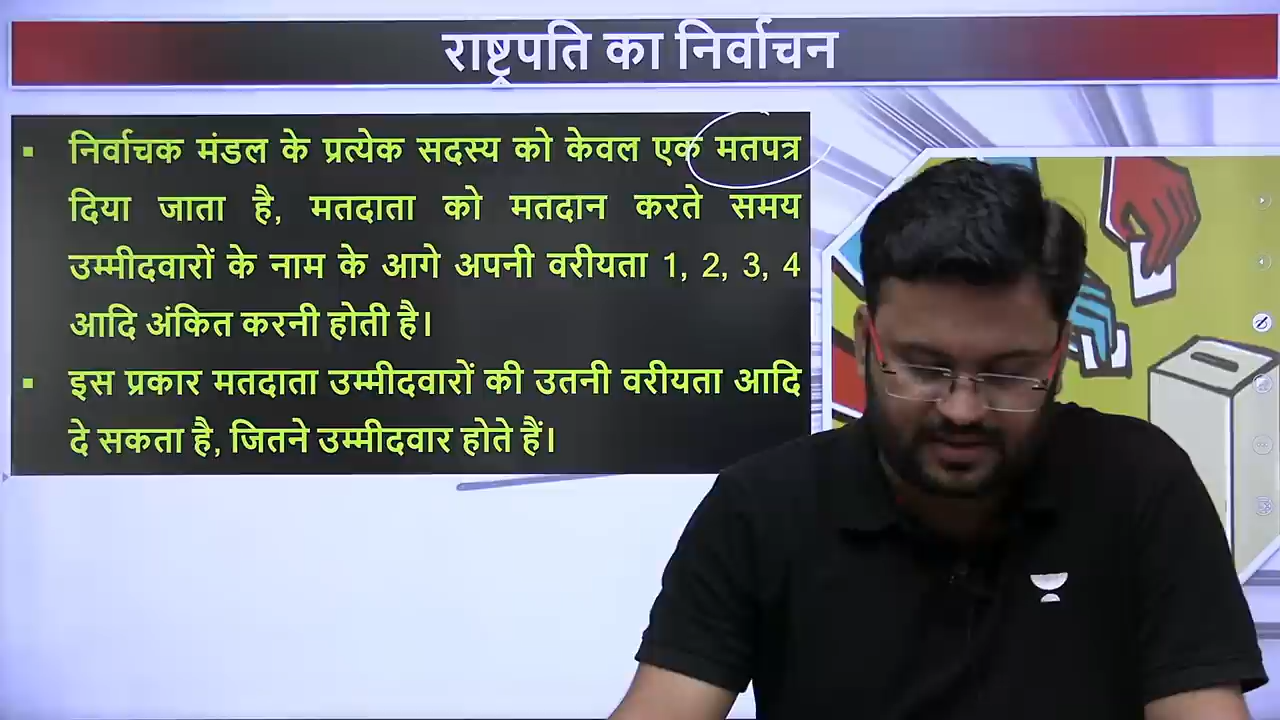 राष्ट्रपति का निर्वाचन
▪ निर्वाचक मंडल के प्रत्येक सदस्य को केवल एक मतपत्र
दिया जाता है, मतदाता को मतदान करते समय
उम्मीदवारों के नाम के आगे अपनी वरीयता 1, 2, 3, 4
आदि अंकित करनी होती है।
▪ इस प्रकार मतदाता उम्मीदवारों की उतनी वरीयता आदि
दे सकता है, जितने उम्मीदवार होते हैं।